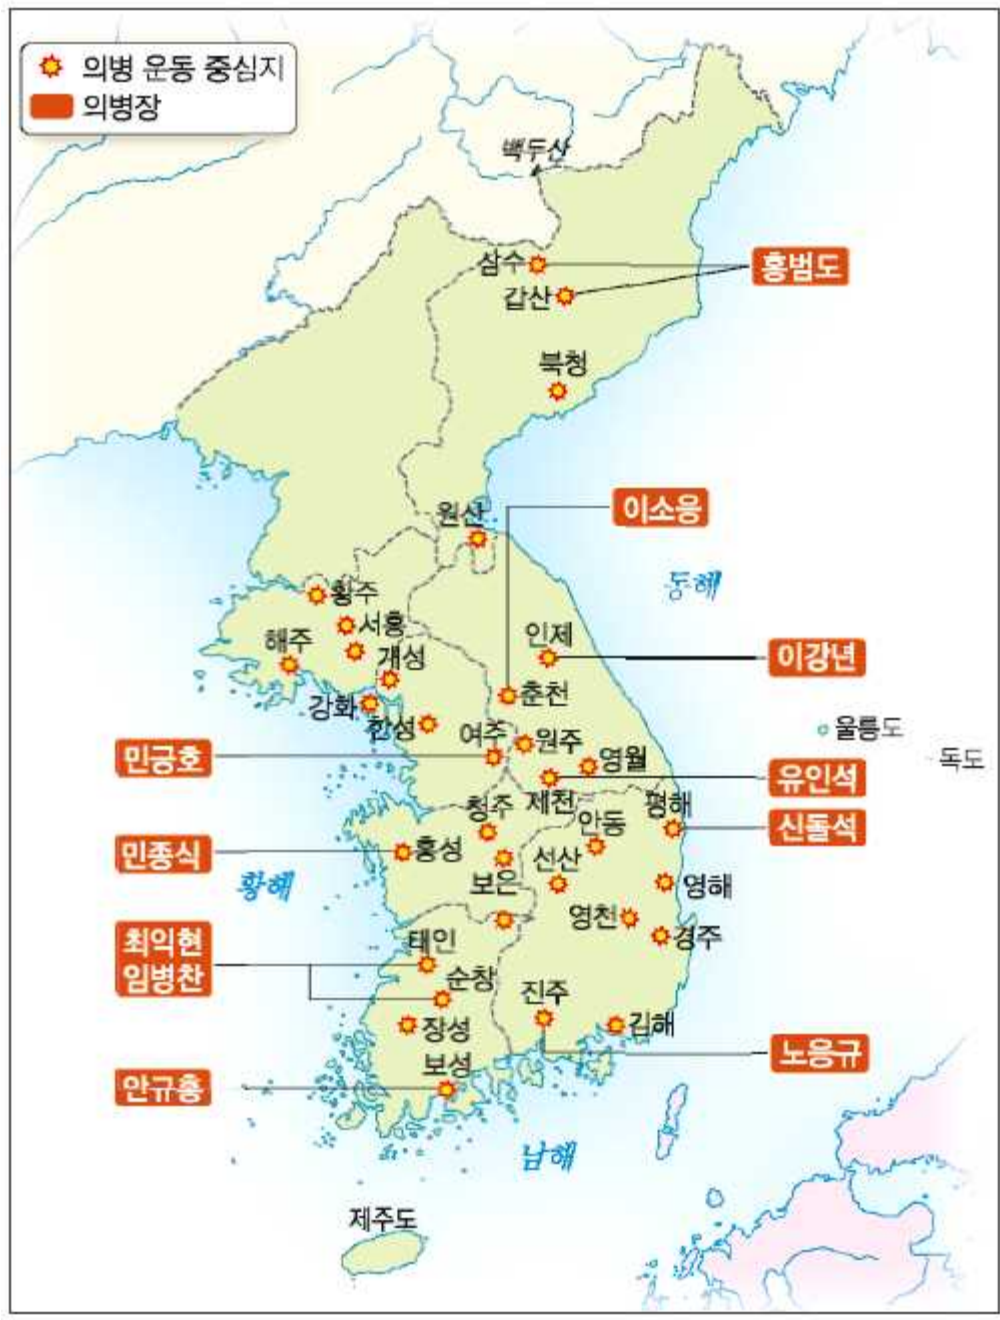 의병 운동 중심지
의병장
백두산
삼수
홍범도
갑산
북청
원산
이소응
동해
황주
서흥
해주
인제
개성
이강년
춘천
강화
한성
울릉도
여주
원주
민긍호
영월
독도
유인석
제천
청주
평해
안동
신돌석
홍성
민종식
선산
보은
황해
영해
영천
태인
경주
최익현
임병찬
순창
진주
장성
김해
보성
노응규
안규홍
남해
제주도